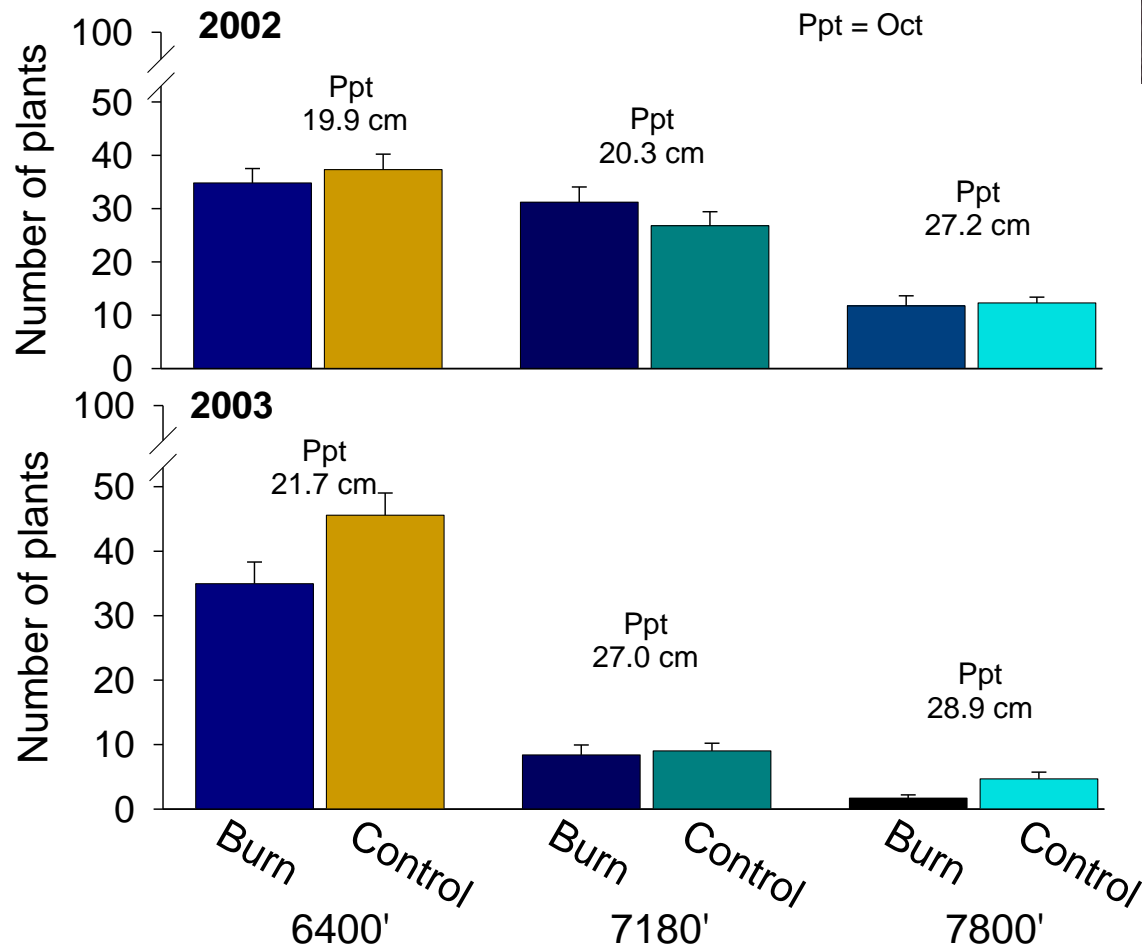 2002
Ppt = Oct
Number of plants
100
50
40
30
20
10
0
Ppt
19.9 cm
Ppt
20.3 cm
Ppt
27.2 cm
2003
Number of plants
100
50
40
30
20
10
0
Ppt
21.7 cm
Ppt
27.0 cm
Ppt
28.9 cm
Burn
Control
Burn
Control
Burn
Control
6400'
7180'
7800'